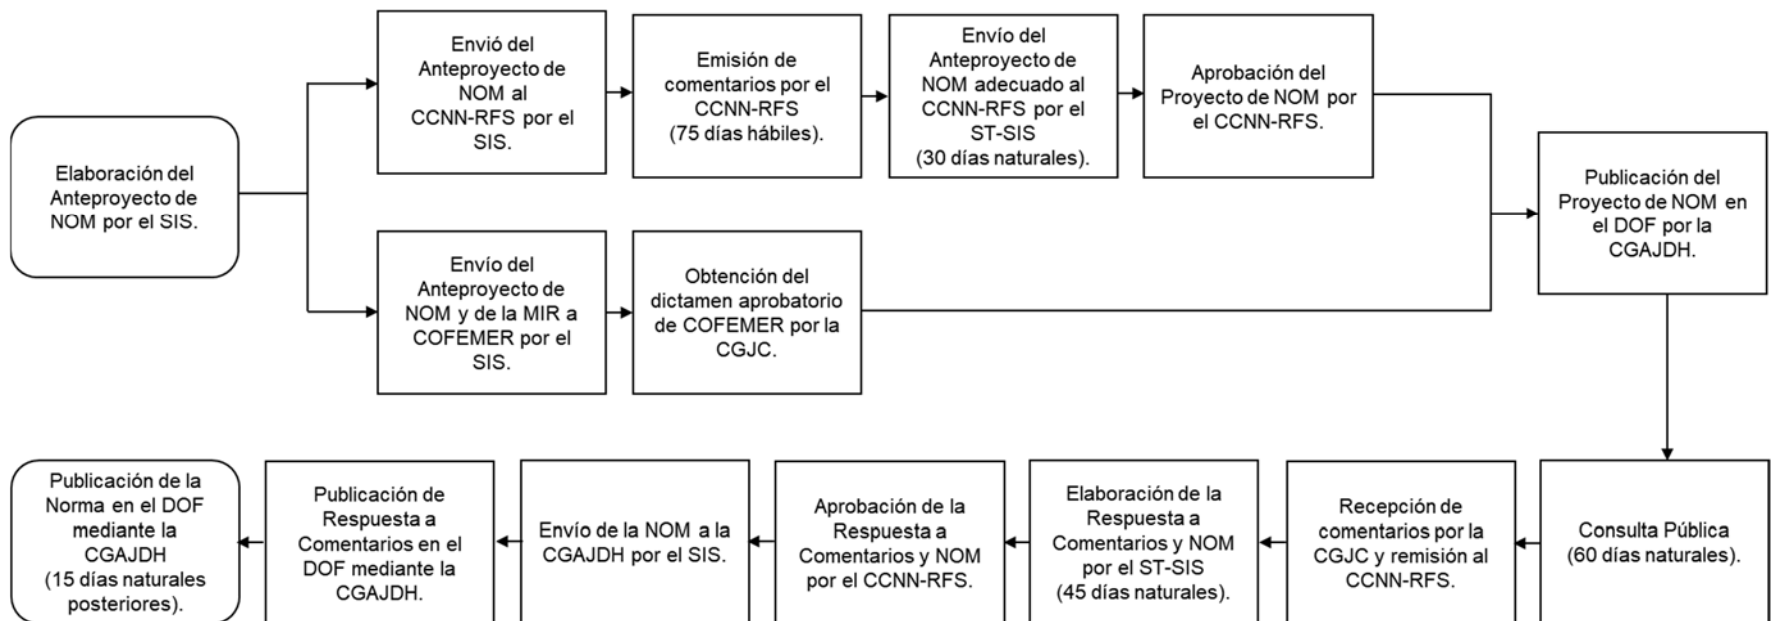 Elaboración del
Anteproyecto de
NOM por el SIS.
Envió del
Anteproyecto de
NOM al
CCNN-RFS por el
SIS.
Emisión de
comentarios por el
CCNN-RFS
(75 días hábiles).
Envío del
Anteproyecto de
NOM adecuado al
CCNN-RFS por el
ST-SIS
(30 días naturales).
Aprobación del
Proyecto de NOM por
el CCNN-RFS.
Envío del
Anteproyecto de
NOM y de la MIR a
COFEMER por el
SIS.
Obtención del
dictamen aprobatorio
de COFEMER por la
CGJC.
Publicación del
Proyecto de NOM en
el DOF por la
CGAJDH.
Consulta Pública
(60 días naturales).
Recepción de
comentarios por la
CGJC y remisión al
CCNN-RFS.
Elaboración de la
Respuesta a
Comentarios y NOM
por el ST-SIS
(45 días naturales).
Aprobación de la
Respuesta a
Comentarios y NOM
por el CCNN-RFS.
Envío de la NOM a la
CGAJDH por el SIS.
Publicación de
Respuesta a
Comentarios en el
DOF mediante la
CGAJDH.
Publicación de la
Norma en el DOF
mediante la
CGAJDH
(15 días naturales
posteriores).